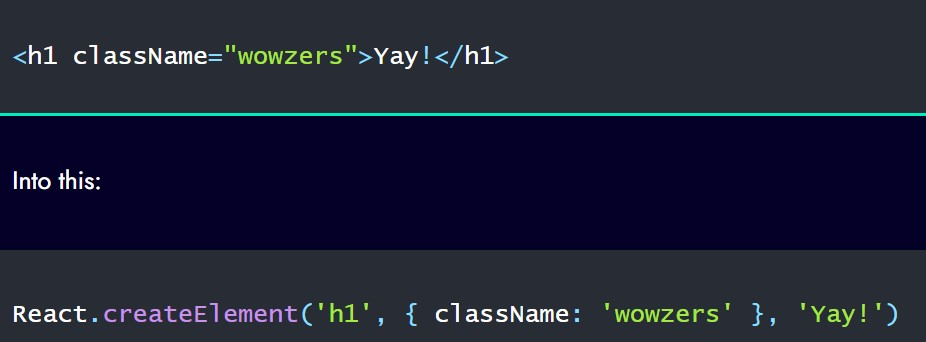 <h1 className="wowzers">Yay!</h1>
Into this:
React.createElement('h1', { className: 'wowzers' }, 'Yay!')